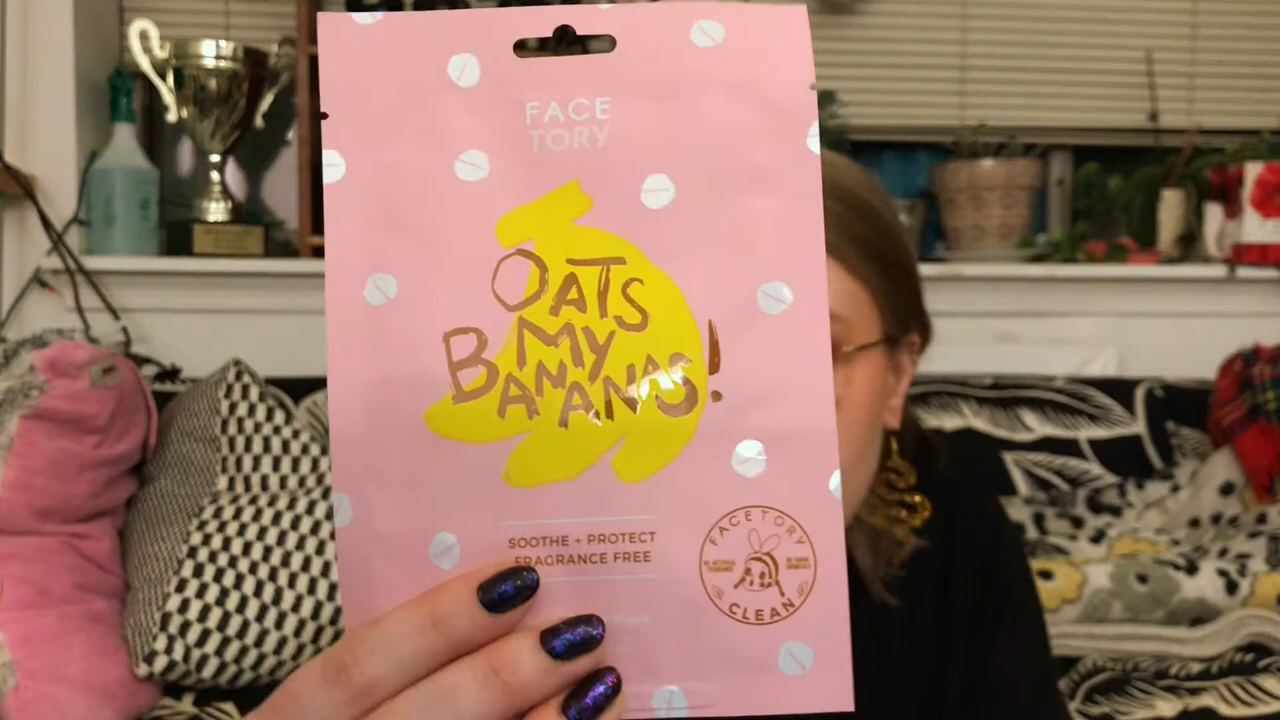 FACE
TORY
OATS
MY
BANANAS!
SOOTHE + PROTECT
FRAGRANCE FREE
FACETORY
CLEAN